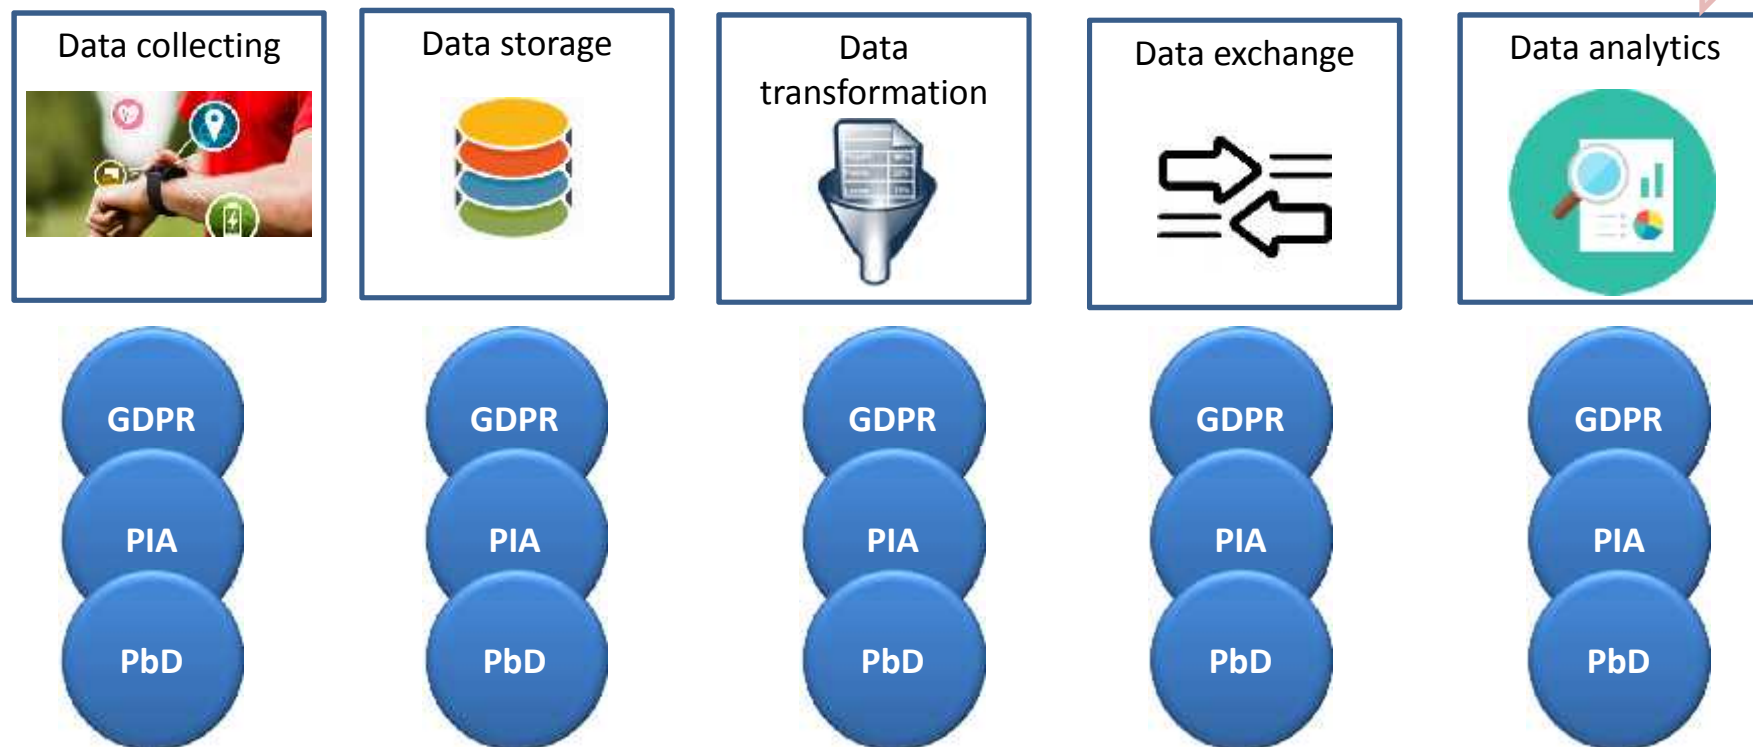 Data collecting
Data storage
Data
transformation
Data exchange
Data analytics
GDPR
GDPR
GDPR
GDPR
GDPR
PIA
PIA
PIA
PIA
PIA
PbD
PbD
PbD
PbD
PbD